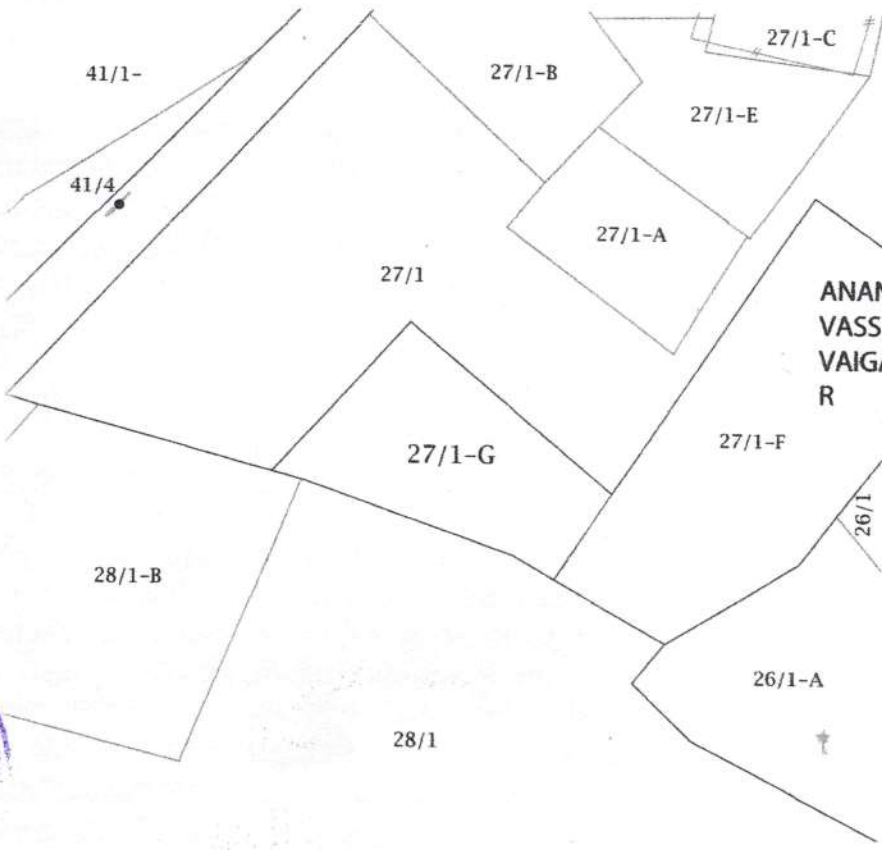 27/1-C
41/1-
27/1-B
27/1-E
41/4
27/1-A
27/1
ANAN
VASS
VAIGA
R
27/1-G
27/1-F
26/1
28/1-B
26/1-A
28/1